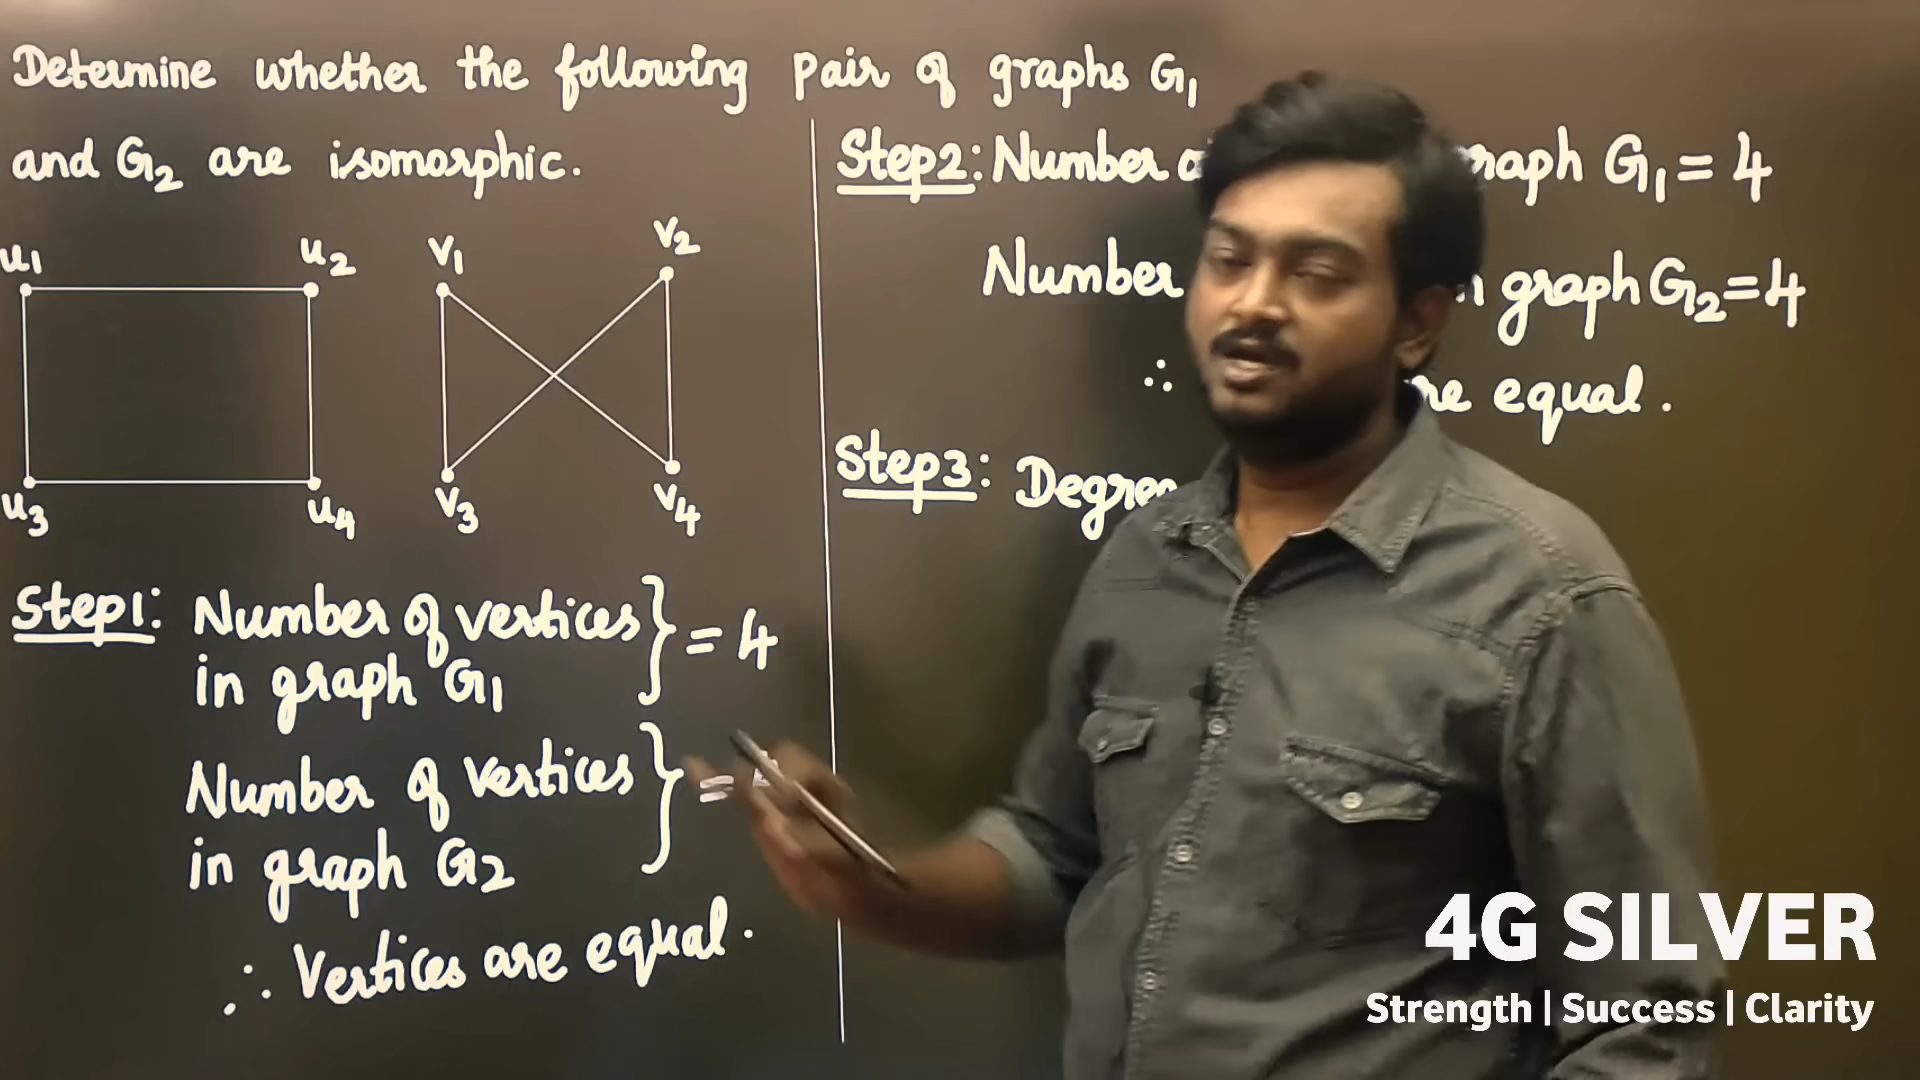 Determine whether the following pair of graphs G1
and G2 are isomorphic.
u1
u2
v1
v2
u3
u4
v3
v4
Step1: Number of vertices
in graph G1
= 4
Number of vertices
in graph G2
=
∴ Vertices are equal.
Step2: Number graph G1 = 4
Number graph G2 = 4
∴ equal.
Step3:
4G SILVER
Strength | Success | Clarity